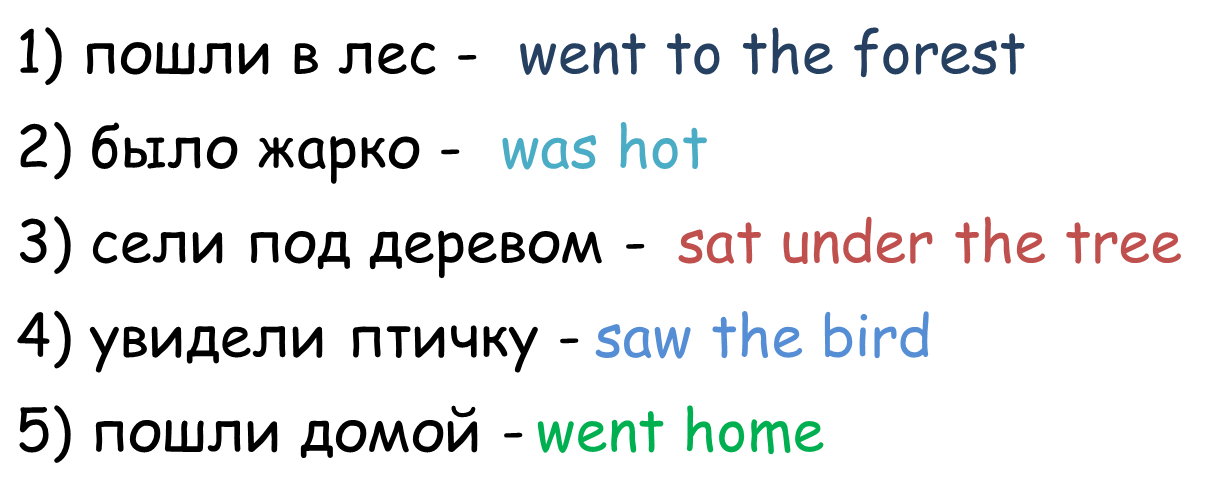 1) пошли в лес - went to the forest
2) было жарко - was hot
3) сели под деревом - sat under the tree
4) увидели птичку - saw the bird
5) пошли домой - went home